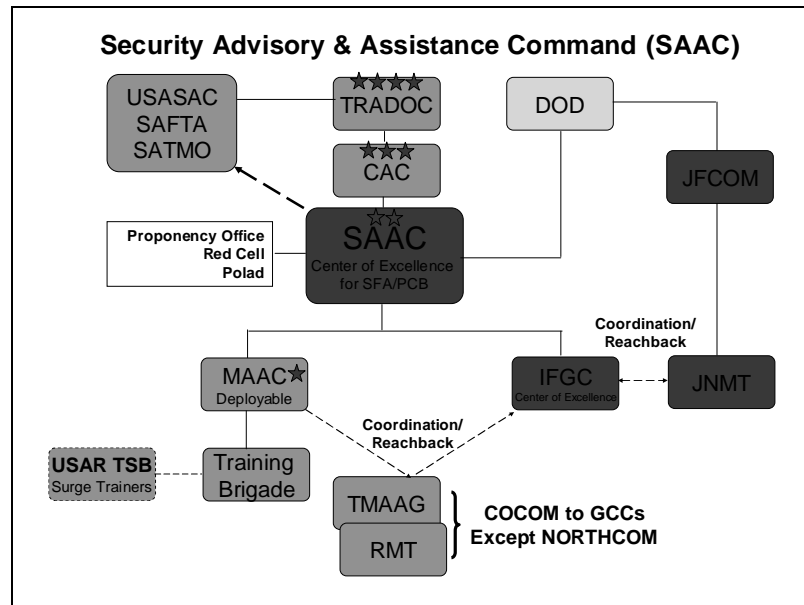 Security Advisory & Assistance Command (SAAC)
USASAC
SAFTA
SATMO
TRADOC
DOD
CAC
JFCOM
SAAC
Center of Excellence
for SFA/PCB
Proponency Office
Red Cell
Polad
Coordination/
Reachback
MAAC
Deployable
IFGC
Center of Excellence
JNMT
Coordination/
Reachback
USAR TSB
Surge Trainers
Training
Brigade
TMAAG
RMT
COCOM to GCCs
Except NORTHCOM